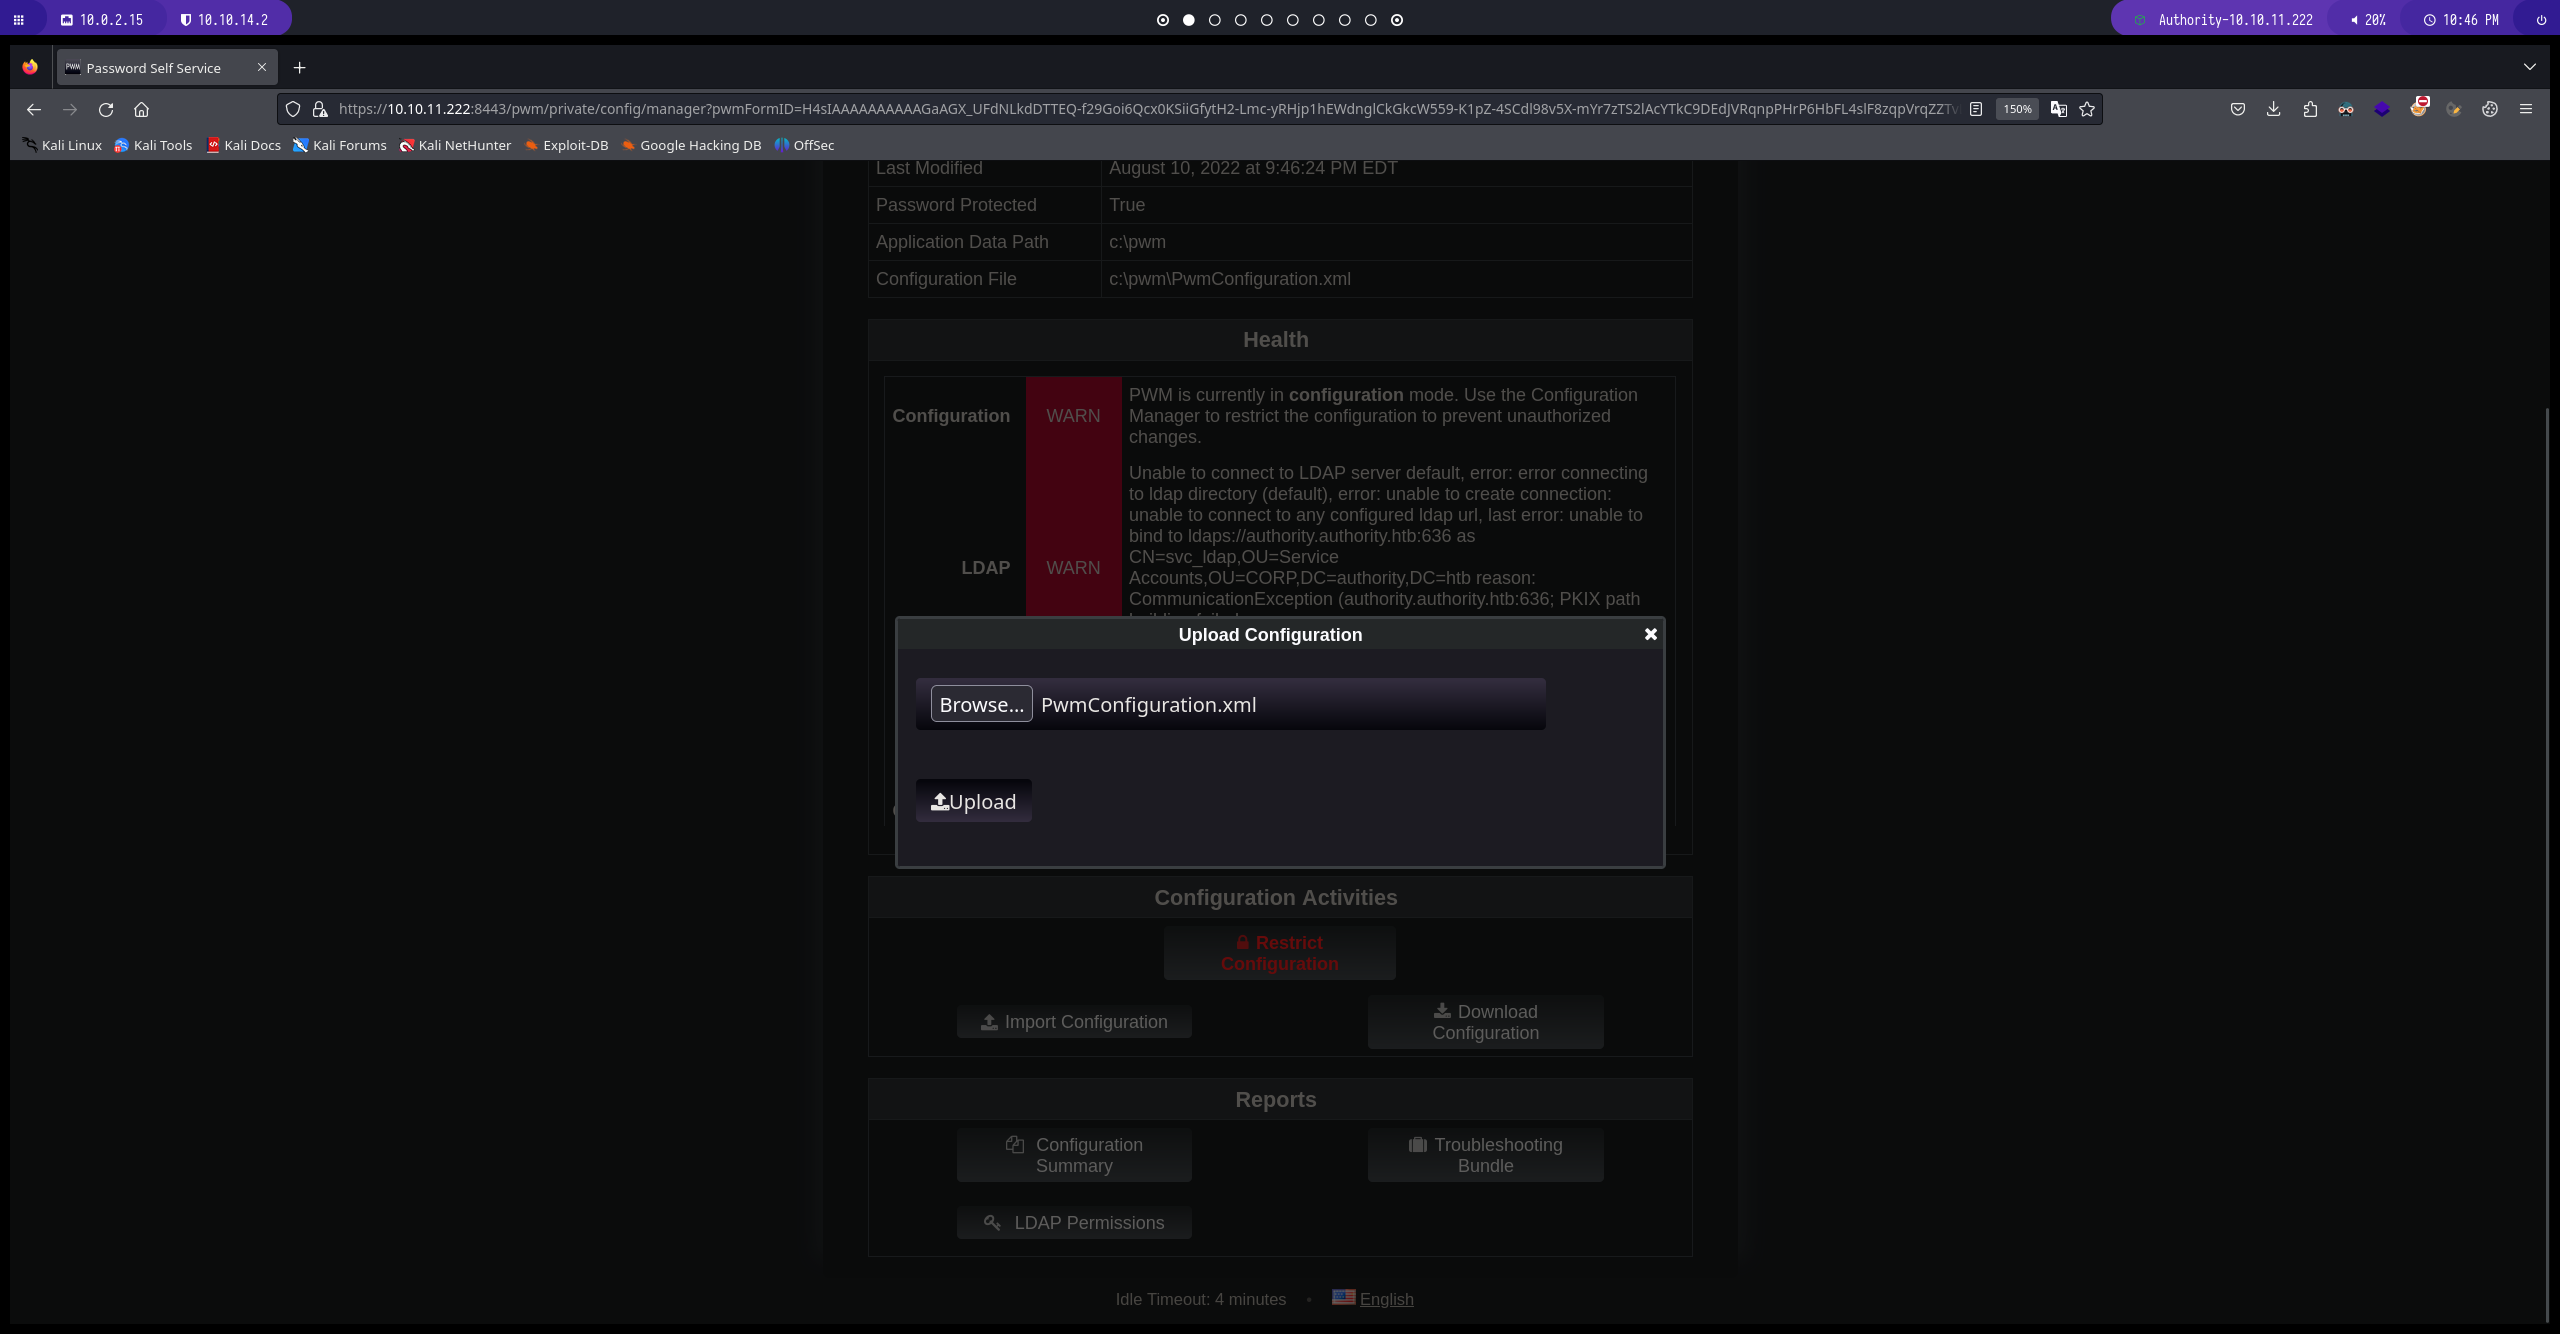 10.0.2.15 10.10.14.2 Authority-10.10.11.222 20% 10:46 PM
Password Self Service
https://10.10.11.222:8443/pwm/private/config/manager?pwmFormID=H4sIAAAAAAAAAAGaAGX_UFdNLkdDTTEQ-f29Goi6Qcx0KSiiGfytH2-Lmc-yRHjp1hEWdnglCkGkcW559-K1pZ-4SCdl98v5X-mYr7zTS2lAcYTkC9DEdJVRqnpPHrP6HbFL4slF8zqpVrqZZTv 150%
Kali Linux Kali Tools Kali Docs Kali Forums Kali NetHunter Exploit-DB Google Hacking DB OffSec
Last Modified August 10, 2022 at 9:46:24 PM EDT
Password Protected True
Application Data Path c:\pwm
Configuration File c:\pwm\PwmConfiguration.xml
Health
PWM is currently in configuration mode. Use the Configuration
Configuration WARN Manager to restrict the configuration to prevent unauthorized
changes.
Unable to connect to LDAP server default, error: error connecting
to ldap directory (default), error: unable to create connection:
unable to connect to any configured ldap url, last error: unable to
bind to ldaps://authority.authority.htb:636 as
CN=svc_ldap,OU=Service
LDAP WARN Accounts,OU=CORP,DC=authority,DC=htb reason:
CommunicationException (authority.authority.htb:636; PKIX path
Upload Configuration
Browse... PwmConfiguration.xml
Upload
Configuration Activities
Restrict
Configuration
Import Configuration
Download
Configuration
Reports
Configuration
Summary
Troubleshooting
Bundle
LDAP Permissions
Idle Timeout: 4 minutes • English